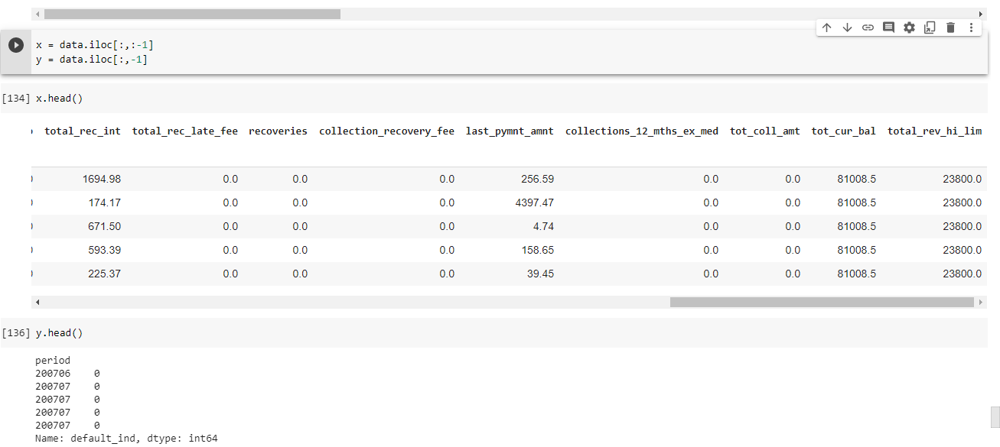 x = data.iloc[:,:-1]
y = data.iloc[:,-1]
[134] x.head()
total_rec_int total_rec_late_fee recoveries collection_recovery_fee last_pymnt_amnt collections_12_mths_ex_med tot_coll_amt tot_cur_bal total_rev_hi_lim
1694.98 0.0 0.0 0.0 256.59 0.0 0.0 81008.5 23800.0
174.17 0.0 0.0 0.0 4397.47 0.0 0.0 81008.5 23800.0
671.50 0.0 0.0 0.0 4.74 0.0 0.0 81008.5 23800.0
593.39 0.0 0.0 0.0 158.65 0.0 0.0 81008.5 23800.0
225.37 0.0 0.0 0.0 39.45 0.0 0.0 81008.5 23800.0
[136] y.head()
period
200706 0
200707 0
200707 0
200707 0
200707 0
Name: default_ind, dtype: int64